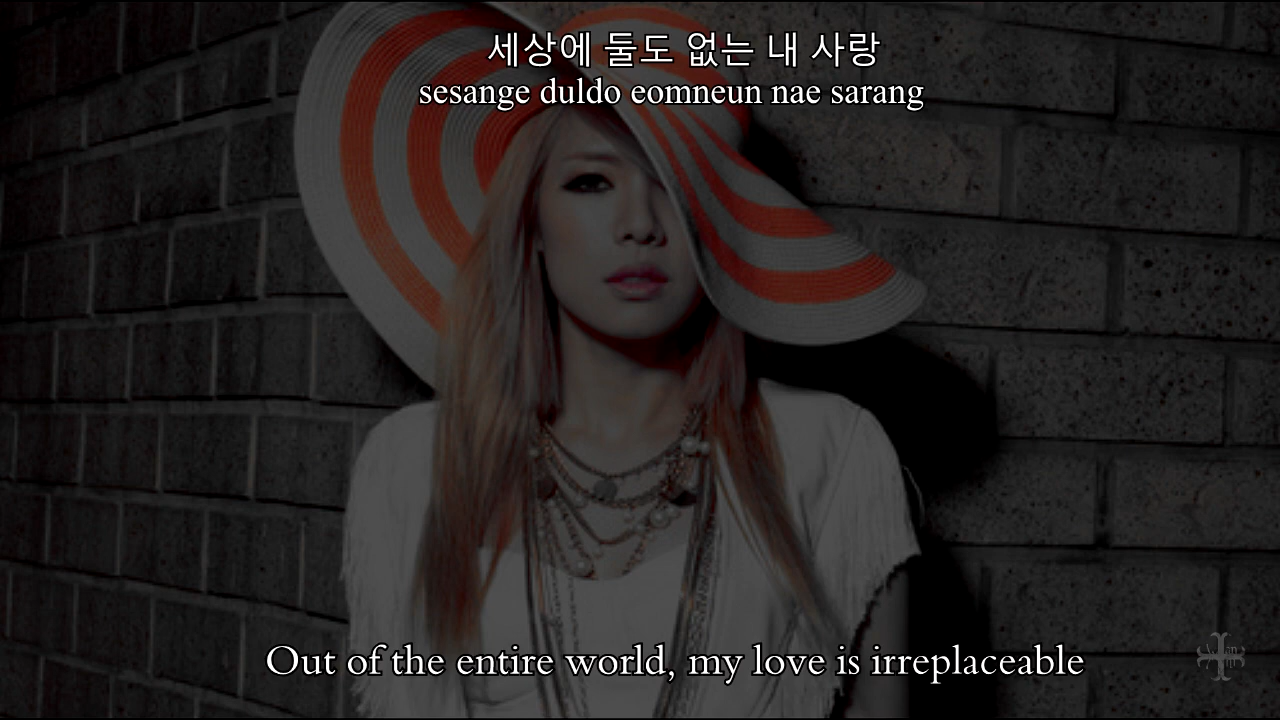 세상에 둘도 없는 내 사랑
sesange duldo eomneun nae sarang
Out of the entire world, my love is irreplaceable